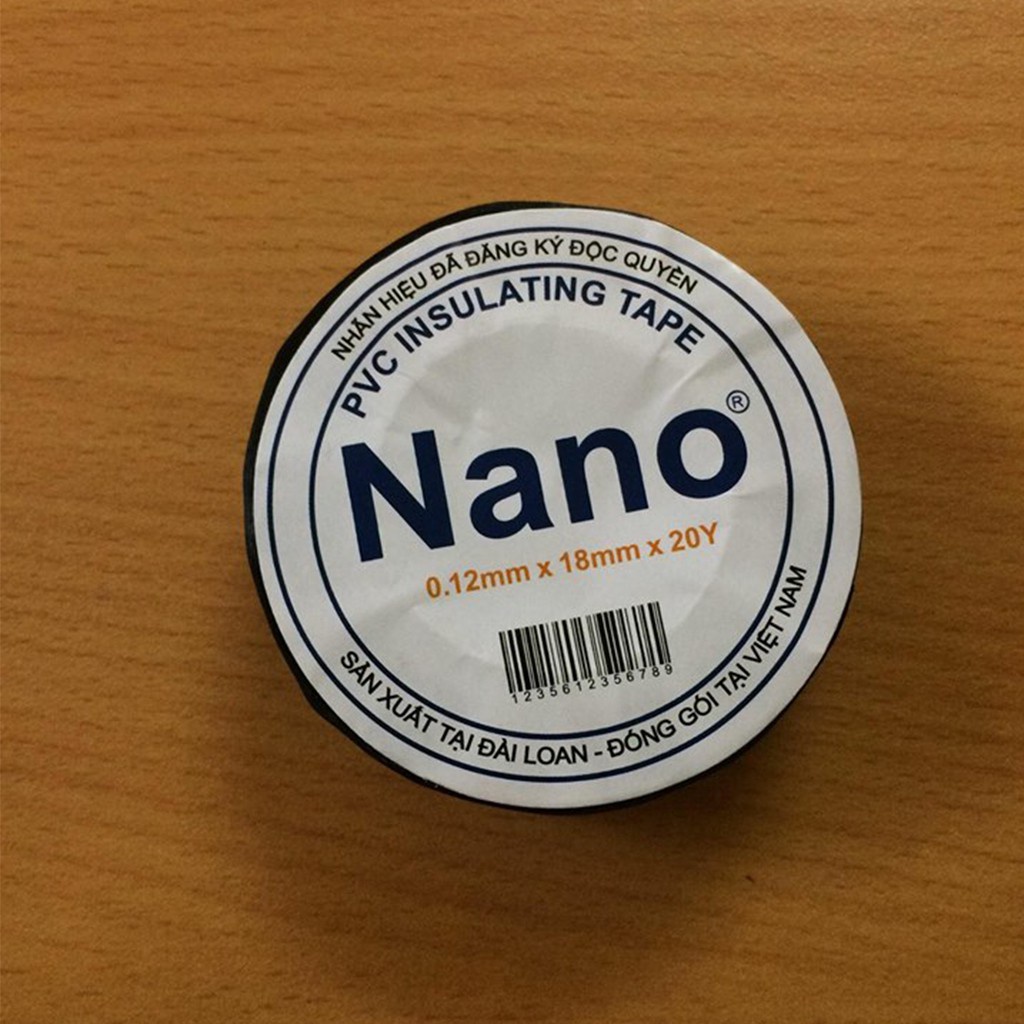 NHÃN HIỆU ĐÃ ĐĂNG KÝ ĐỘC QUYỀN
PVC INSULATING TAPE
Nano®
0.12mm x 18mm x 20Y
1235612356789
SẢN XUẤT TẠI ĐÀI LOAN - ĐÓNG GÓI TẠI VIỆT NAM